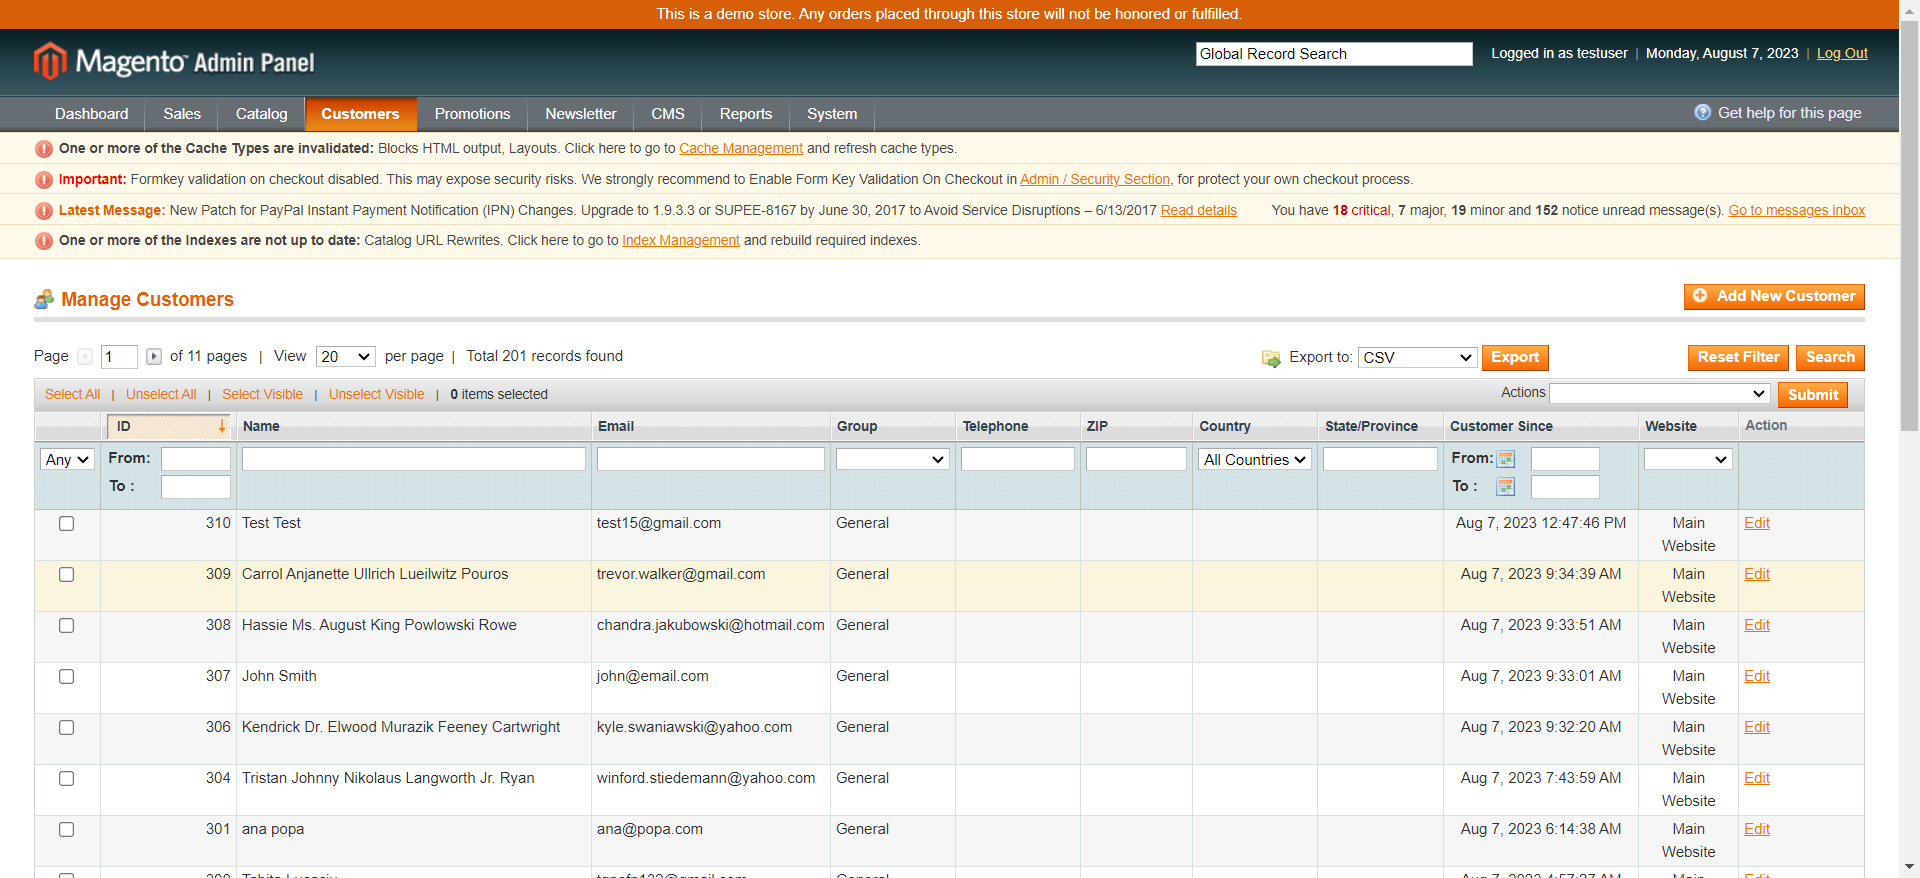 This is a demo store. Any orders placed through this store will not be honored or fulfilled.
Magento Admin Panel
Global Record Search
Logged in as testuser | Monday, August 7, 2023 | Log Out
Dashboard Sales Catalog Customers Promotions Newsletter CMS Reports System Get help for this page
One or more of the Cache Types are invalidated: Blocks HTML output, Layouts. Click here to go to Cache Management and refresh cache types.
Important: Formkey validation on checkout disabled. This may expose security risks. We strongly recommend to Enable Form Key Validation On Checkout in Admin / Security Section, for protect your own checkout process.
Latest Message: New Patch for PayPal Instant Payment Notification (IPN) Changes. Upgrade to 1.9.3.3 or SUPEE-8167 by June 30, 2017 to Avoid Service Disruptions – 6/13/2017 Read details You have 18 critical, 7 major, 19 minor and 152 notice unread message(s). Go to messages inbox
One or more of the Indexes are not up to date: Catalog URL Rewrites. Click here to go to Index Management and rebuild required indexes.
Manage Customers Add New Customer
Page 1 of 11 pages | View 20 per page | Total 201 records found Export to: CSV Export Reset Filter Search
Select All | Unselect All | Select Visible | Unselect Visible | 0 items selected Actions Submit
ID Name Email Group Telephone ZIP Country State/Province Customer Since Website Action
Any From: All Countries From:
To : To :
310 Test Test test15@gmail.com General Aug 7, 2023 12:47:46 PM Main Website Edit
309 Carrol Anjanette Ullrich Lueilwitz Pouros trevor.walker@gmail.com General Aug 7, 2023 9:34:39 AM Main Website Edit
308 Hassie Ms. August King Powlowski Rowe chandra.jakubowski@hotmail.com General Aug 7, 2023 9:33:51 AM Main Website Edit
307 John Smith john@email.com General Aug 7, 2023 9:33:01 AM Main Website Edit
306 Kendrick Dr. Elwood Murazik Feeney Cartwright kyle.swaniawski@yahoo.com General Aug 7, 2023 9:32:20 AM Main Website Edit
304 Tristan Johnny Nikolaus Langworth Jr. Ryan winford.stiedemann@yahoo.com General Aug 7, 2023 7:43:59 AM Main Website Edit
301 ana popa ana@popa.com General Aug 7, 2023 6:14:38 AM Main Website Edit